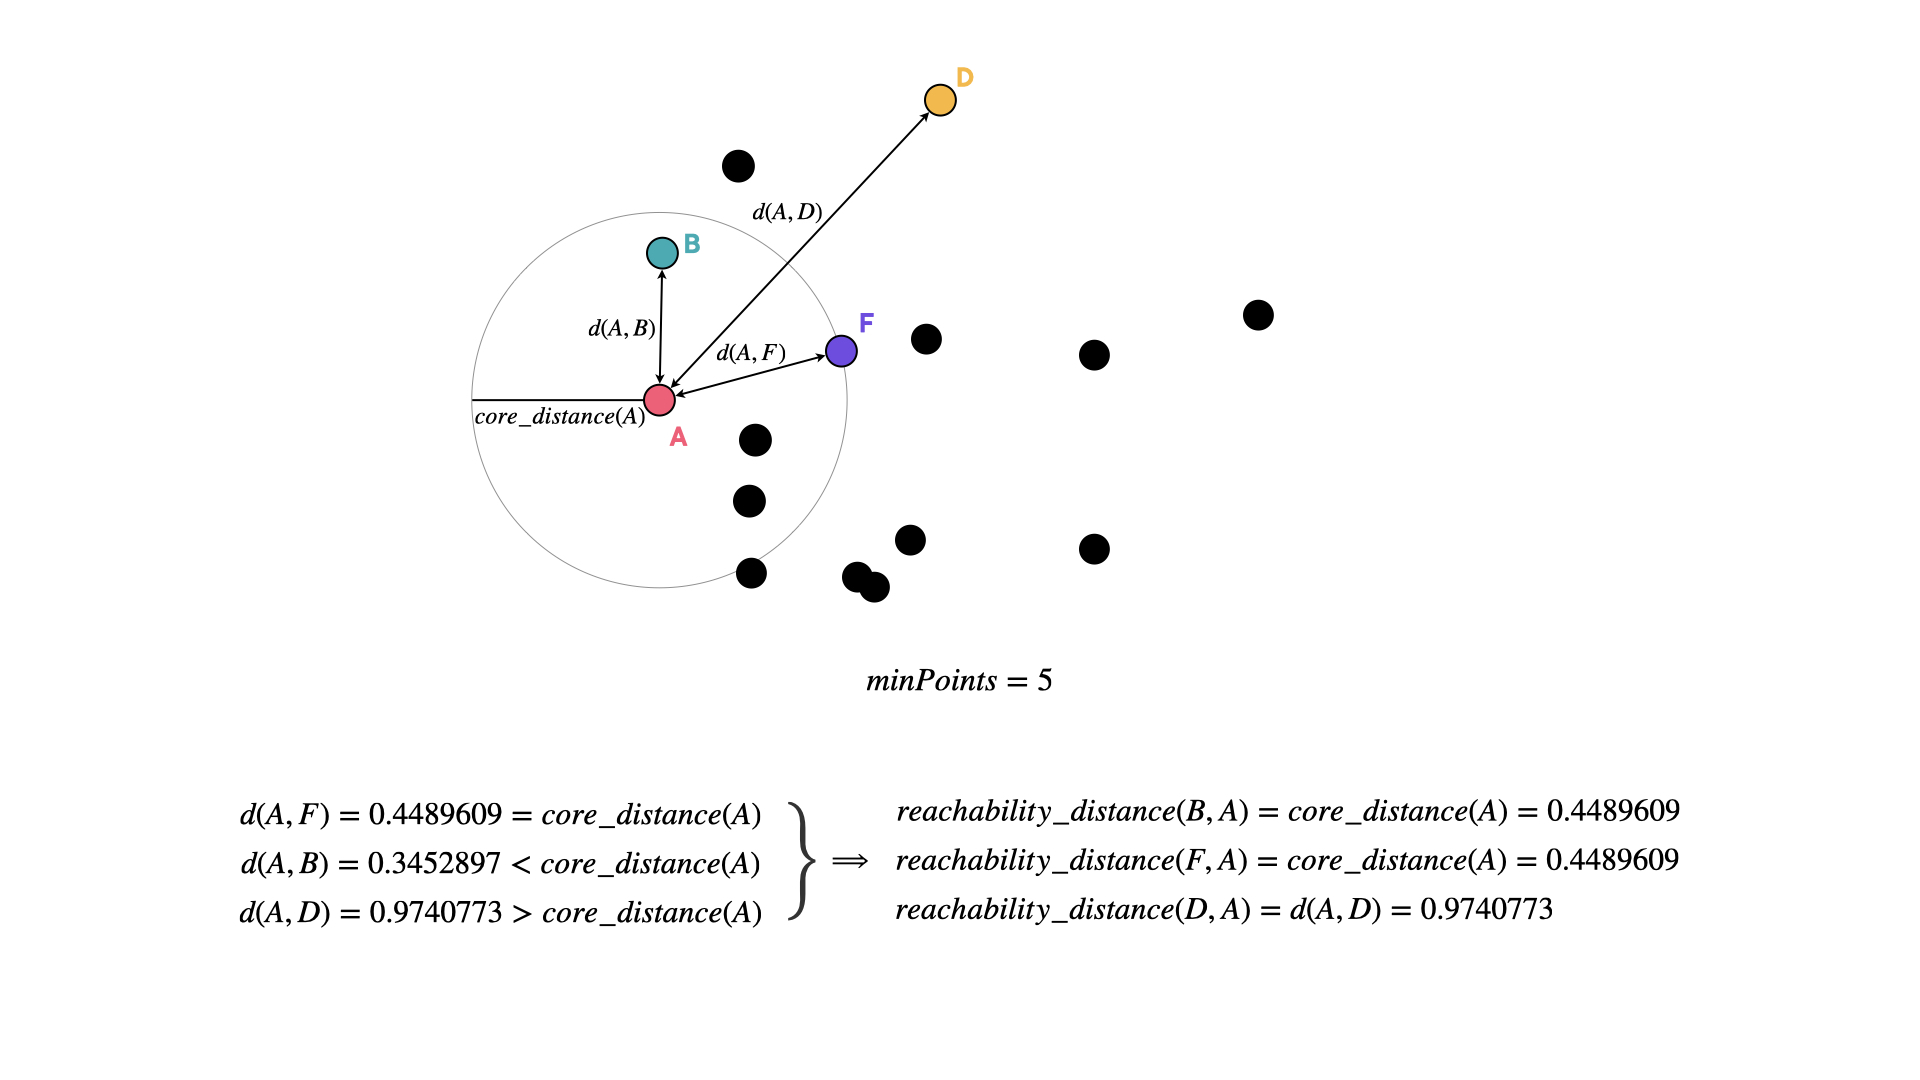 D
d(A, D)
B
d(A, B)
F
d(A, F)
core_distance(A)
A
minPoints = 5
d(A, F) = 0.4489609 = core_distance(A)
d(A, B) = 0.3452897 < core_distance(A)
d(A, D) = 0.9740773 > core_distance(A)
⟹
reachability_distance(B, A) = core_distance(A) = 0.4489609
reachability_distance(F, A) = core_distance(A) = 0.4489609
reachability_distance(D, A) = d(A, D) = 0.9740773